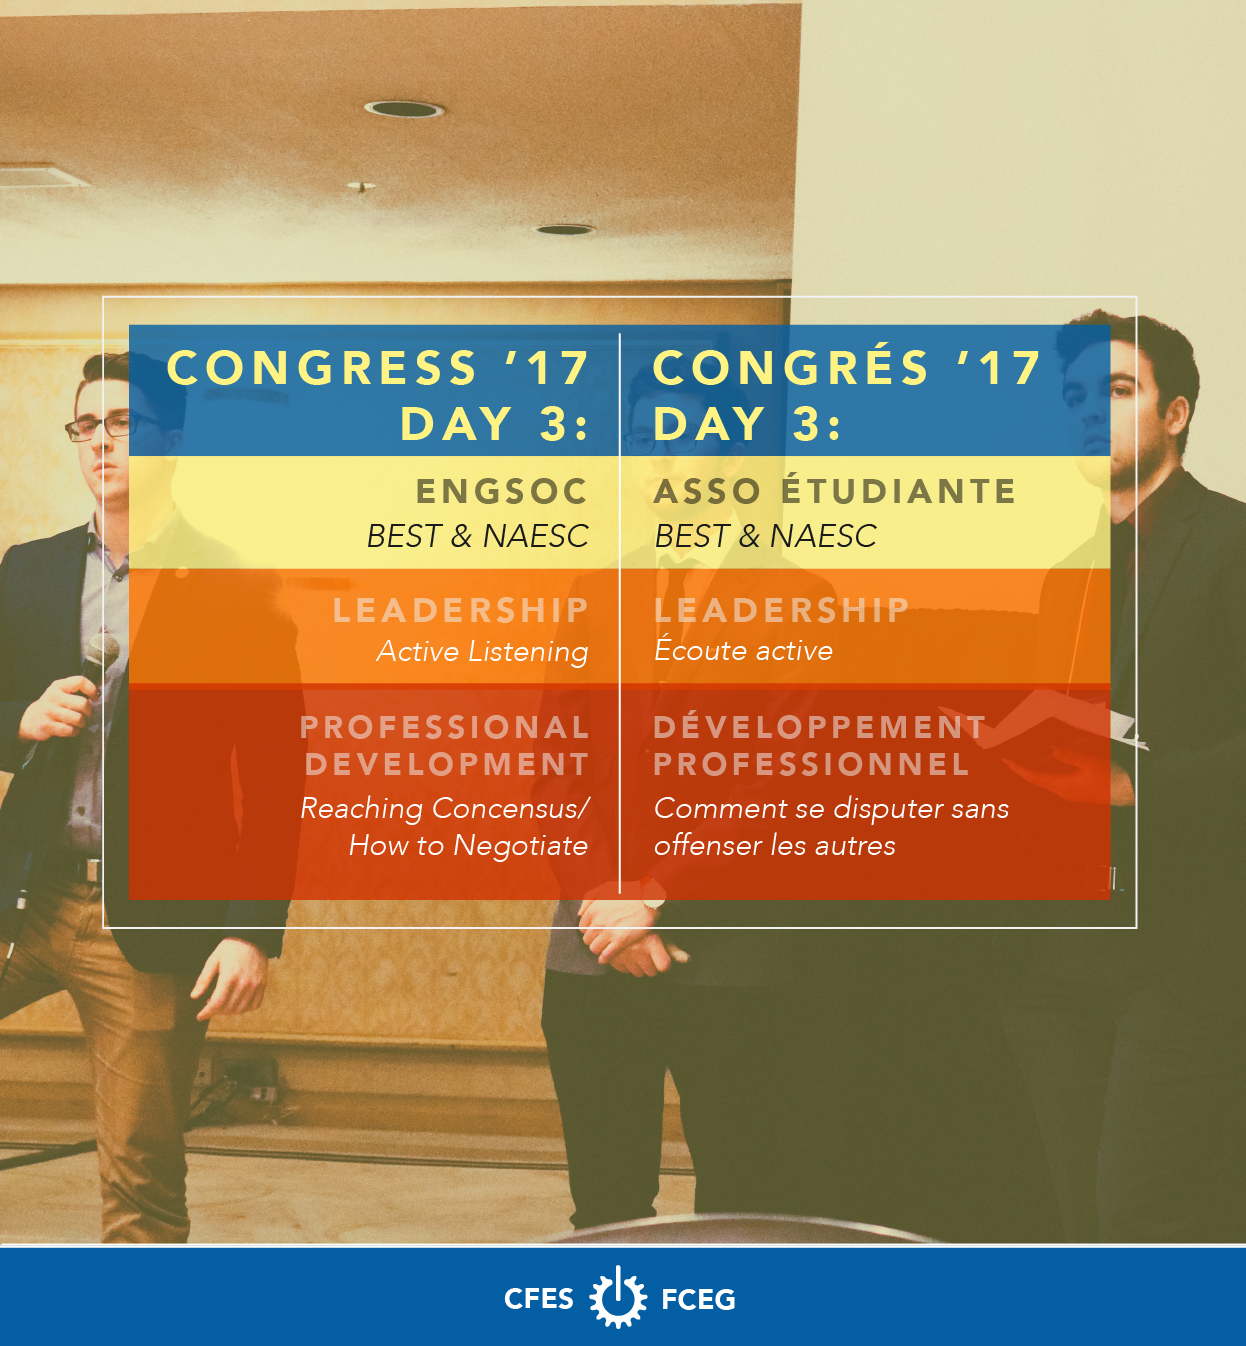 CONGRESS ’17
DAY 3:
ENGSOC
BEST & NAESC
LEADERSHIP
Active Listening
PROFESSIONAL
DEVELOPMENT
Reaching Concensus/
How to Negotiate
CONGRÉS ’17
DAY 3:
ASSO ÉTUDIANTE
BEST & NAESC
LEADERSHIP
Écoute active
DÉVELOPPEMENT
PROFESSIONNEL
Comment se disputer sans
offenser les autres
CFES FCEG